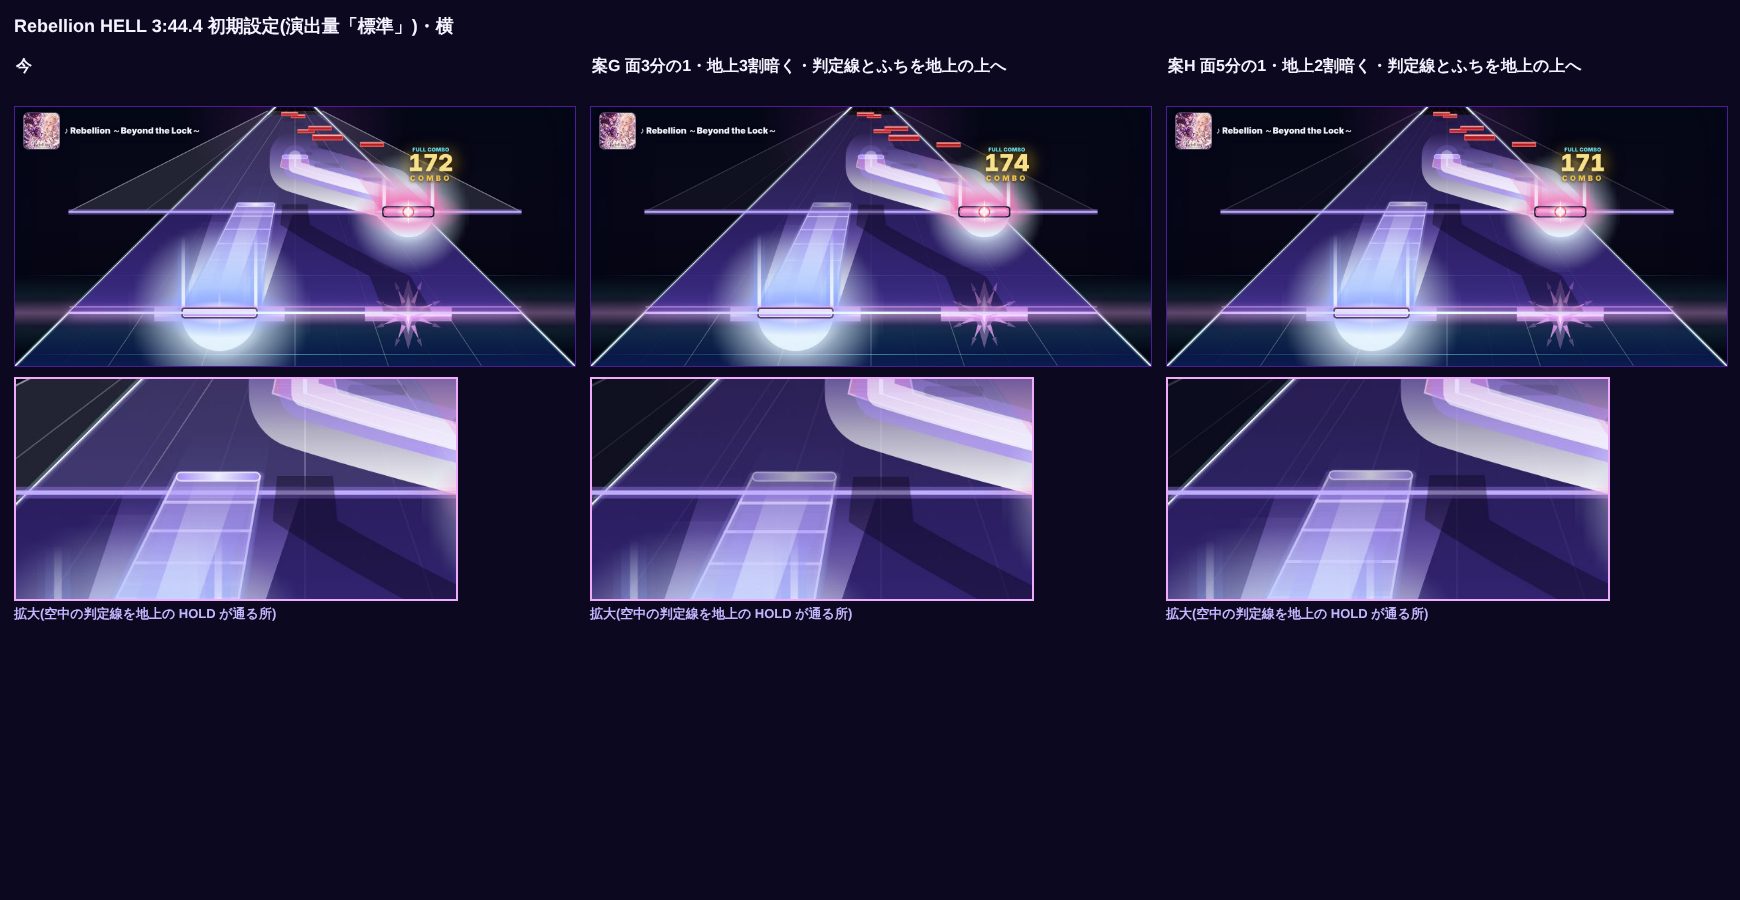 Rebellion HELL 3:44.4 初期設定(演出量「標準」)・横
今
案G 面3分の1・地上3割暗く・判定線とふちを地上の上へ
案H 面5分の1・地上2割暗く・判定線とふちを地上の上へ
♪ Rebellion ～Beyond the Lock～
FULL COMBO
172
COMBO
♪ Rebellion ～Beyond the Lock～
FULL COMBO
174
COMBO
♪ Rebellion ～Beyond the Lock～
FULL COMBO
171
COMBO
拡大(空中の判定線を地上の HOLD が通る所)
拡大(空中の判定線を地上の HOLD が通る所)
拡大(空中の判定線を地上の HOLD が通る所)